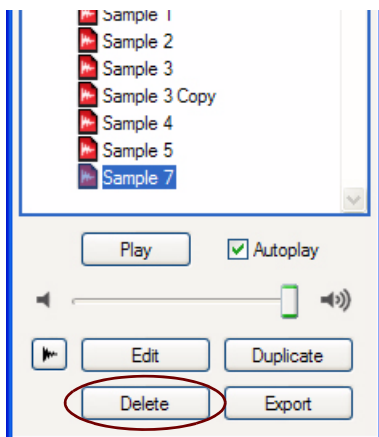 Sample 1
Sample 2
Sample 3
Sample 3 Copy
Sample 4
Sample 5
Sample 7
Play Autoplay
Edit Duplicate
Delete Export